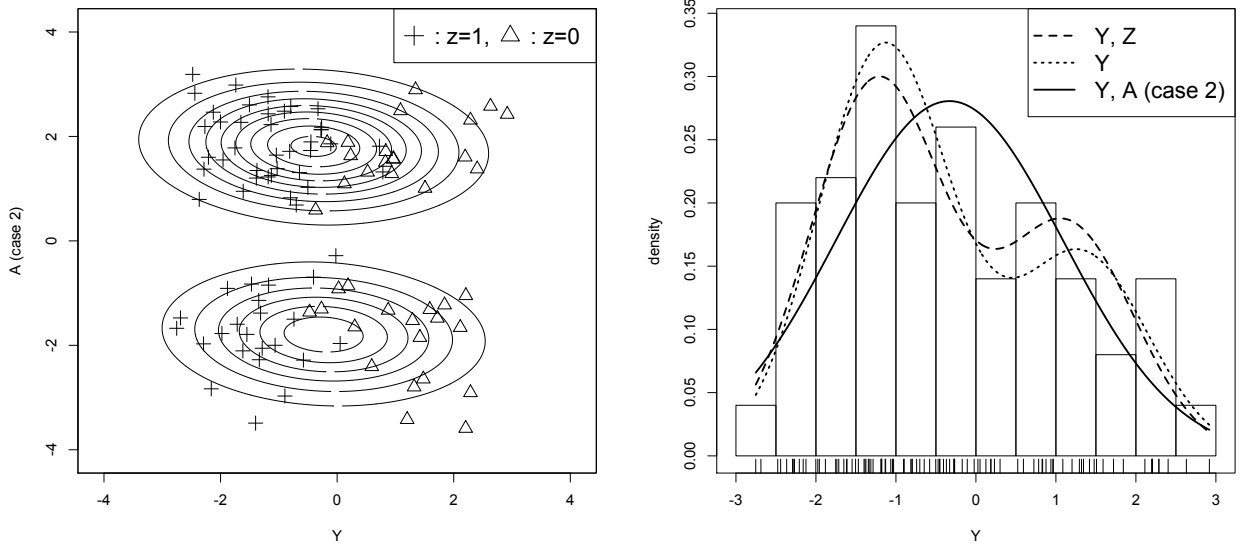 + : z=1, △ : z=0
A (case 2)
4
2
0
-2
-4
-4 -2 0 2 4
Y
Y, Z
Y
Y, A (case 2)
density
0.35
0.30
0.25
0.20
0.15
0.10
0.05
0.00
-3 -2 -1 0 1 2 3
Y